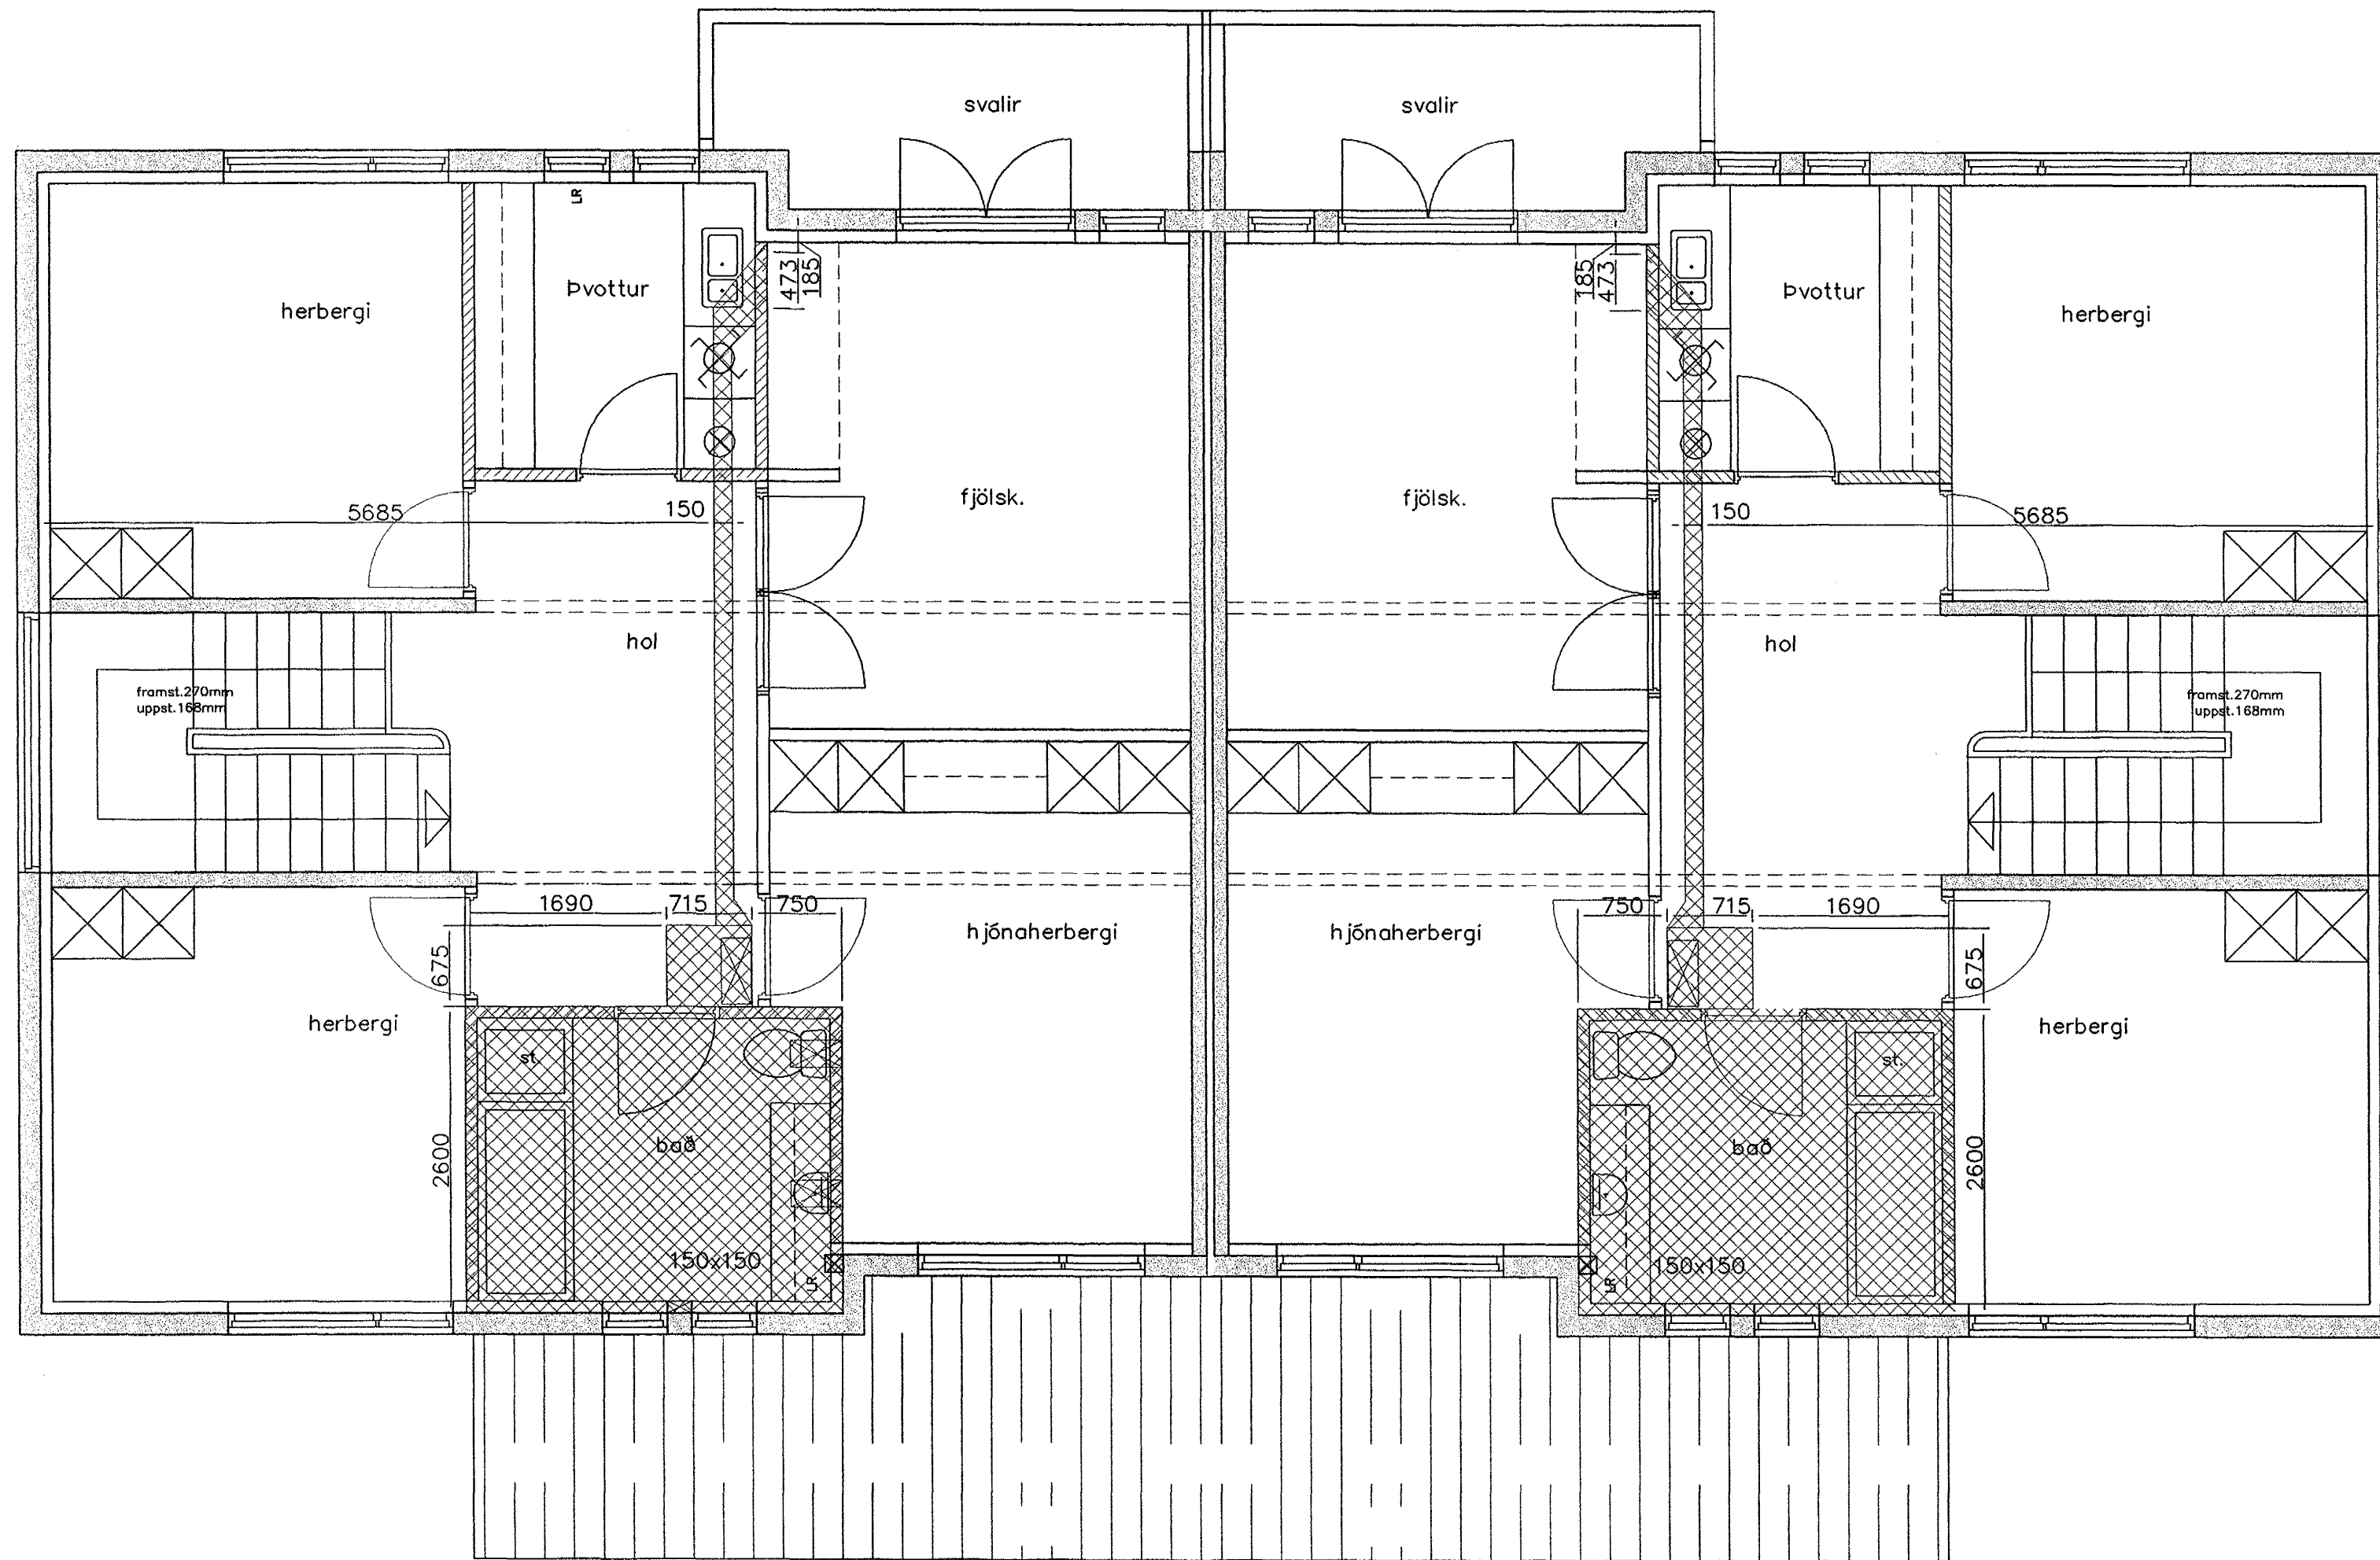 svalir
svalir
LR
Þvottur
Þvottur
herbergi
herbergi
473
185
185
473
fjölsk.
fjölsk.
5685
150
150
5685
hol
hol
framst.270mm
uppst.168mm
framst.270mm
uppst.168mm
1690
715
750
750
715
1690
hjónaherbergi
hjónaherbergi
675
675
herbergi
herbergi
st.
st.
bað
bað
2600
2600
150x150
150x150
LR
LR